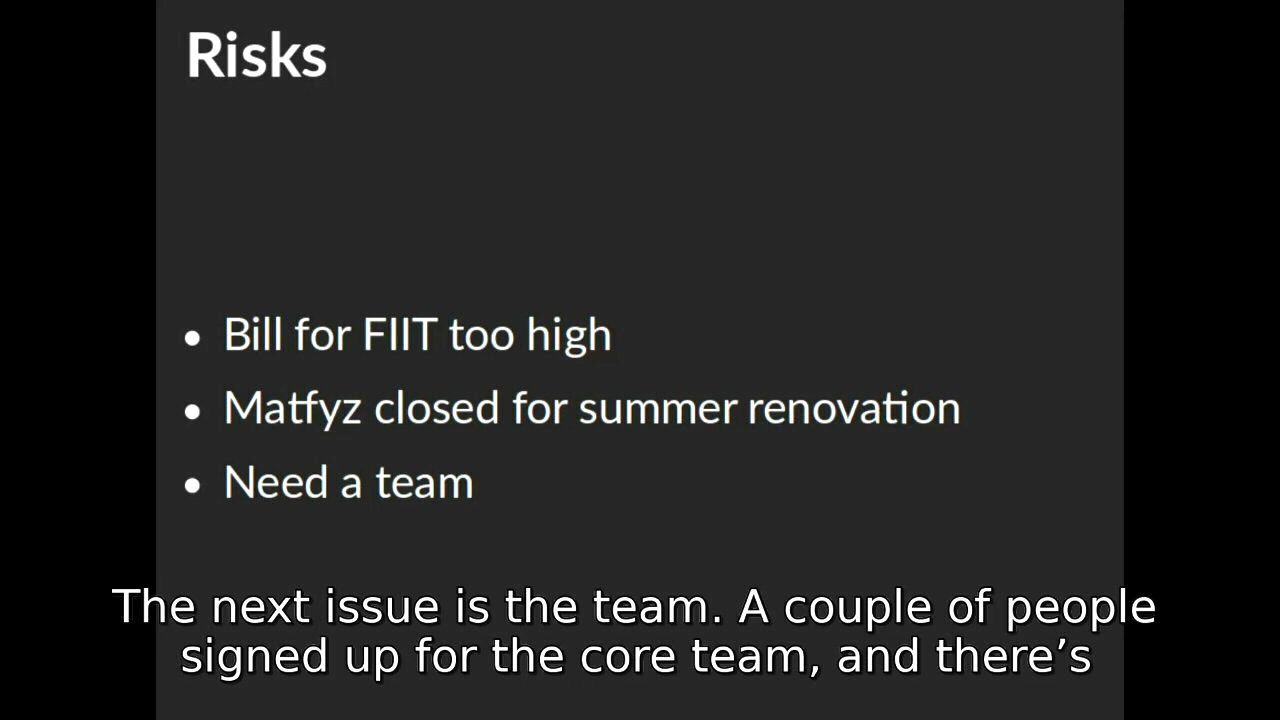 Risks
• Bill for FIIT too high
• Matfyz closed for summer renovation
• Need a team
The next issue is the team. A couple of people
signed up for the core team, and there’s